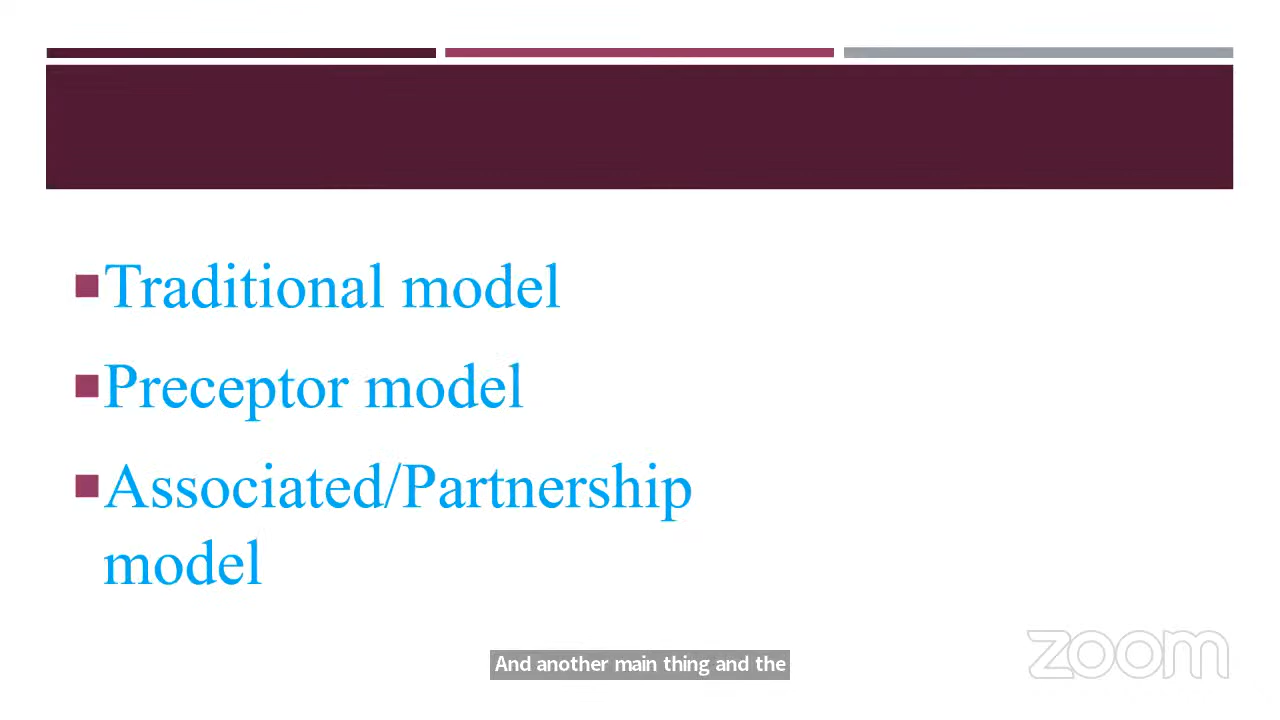 Traditional model
Preceptor model
Associated/Partnership
model
And another main thing and the
zoom